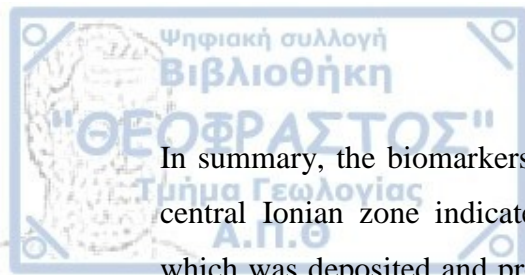 Ψηφιακή συλλογή
Βιβλιοθήκη
"ΘΕΟΦΡΑΣΤΟΣ"
In summary, the biomarkers
Τμήμα Γεωλογίας
central Ionian zone indicate
Α.Π.Θ
which was deposited and pr